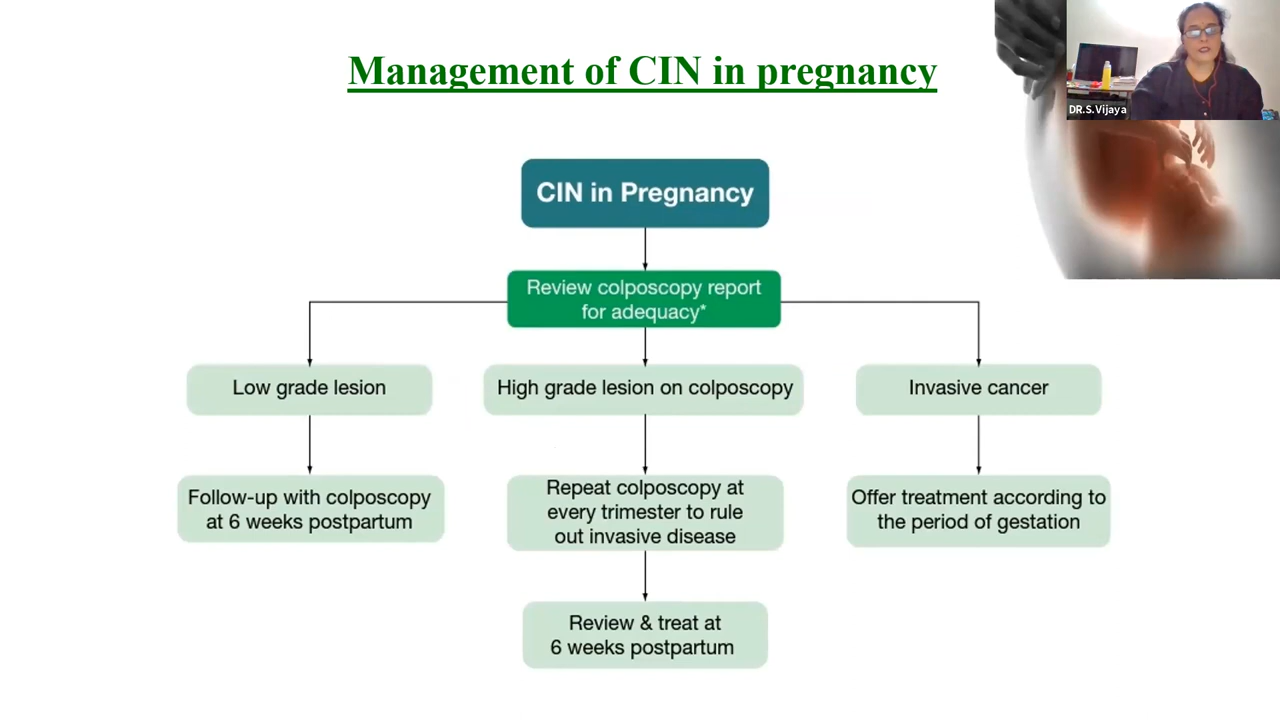 Management of CIN in pregnancy
DR.S.Vijaya
CIN in Pregnancy
Review colposcopy report
for adequacy*
Low grade lesion
High grade lesion on colposcopy
Invasive cancer
Follow-up with colposcopy
at 6 weeks postpartum
Repeat colposcopy at
every trimester to rule
out invasive disease
Offer treatment according to
the period of gestation
Review & treat at
6 weeks postpartum